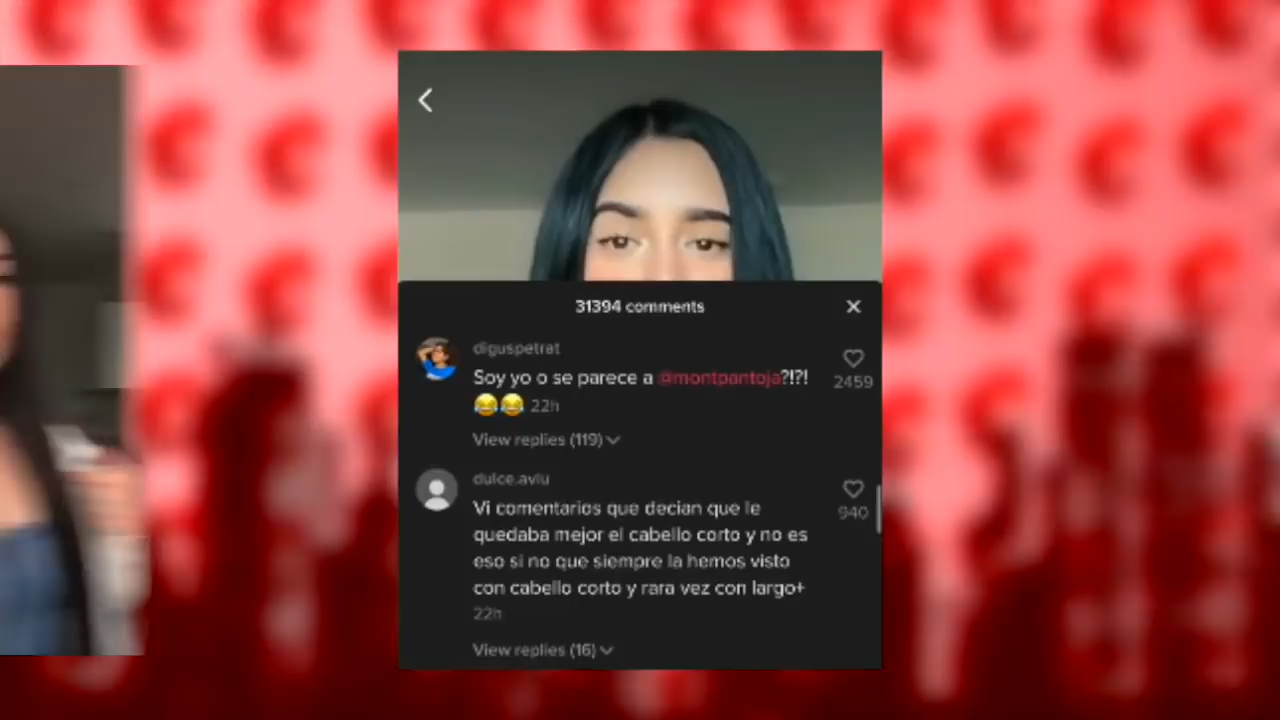 31394 comments
diguspetrat
Soy yo o se parece a @montpantoja?!?!
😂😂 22h
View replies (119)
2459
dulce.aviu
Vi comentarios que decian que le
quedaba mejor el cabello corto y no es
eso si no que siempre la hemos visto
con cabello corto y rara vez con largo+
22h
940
View replies (16)